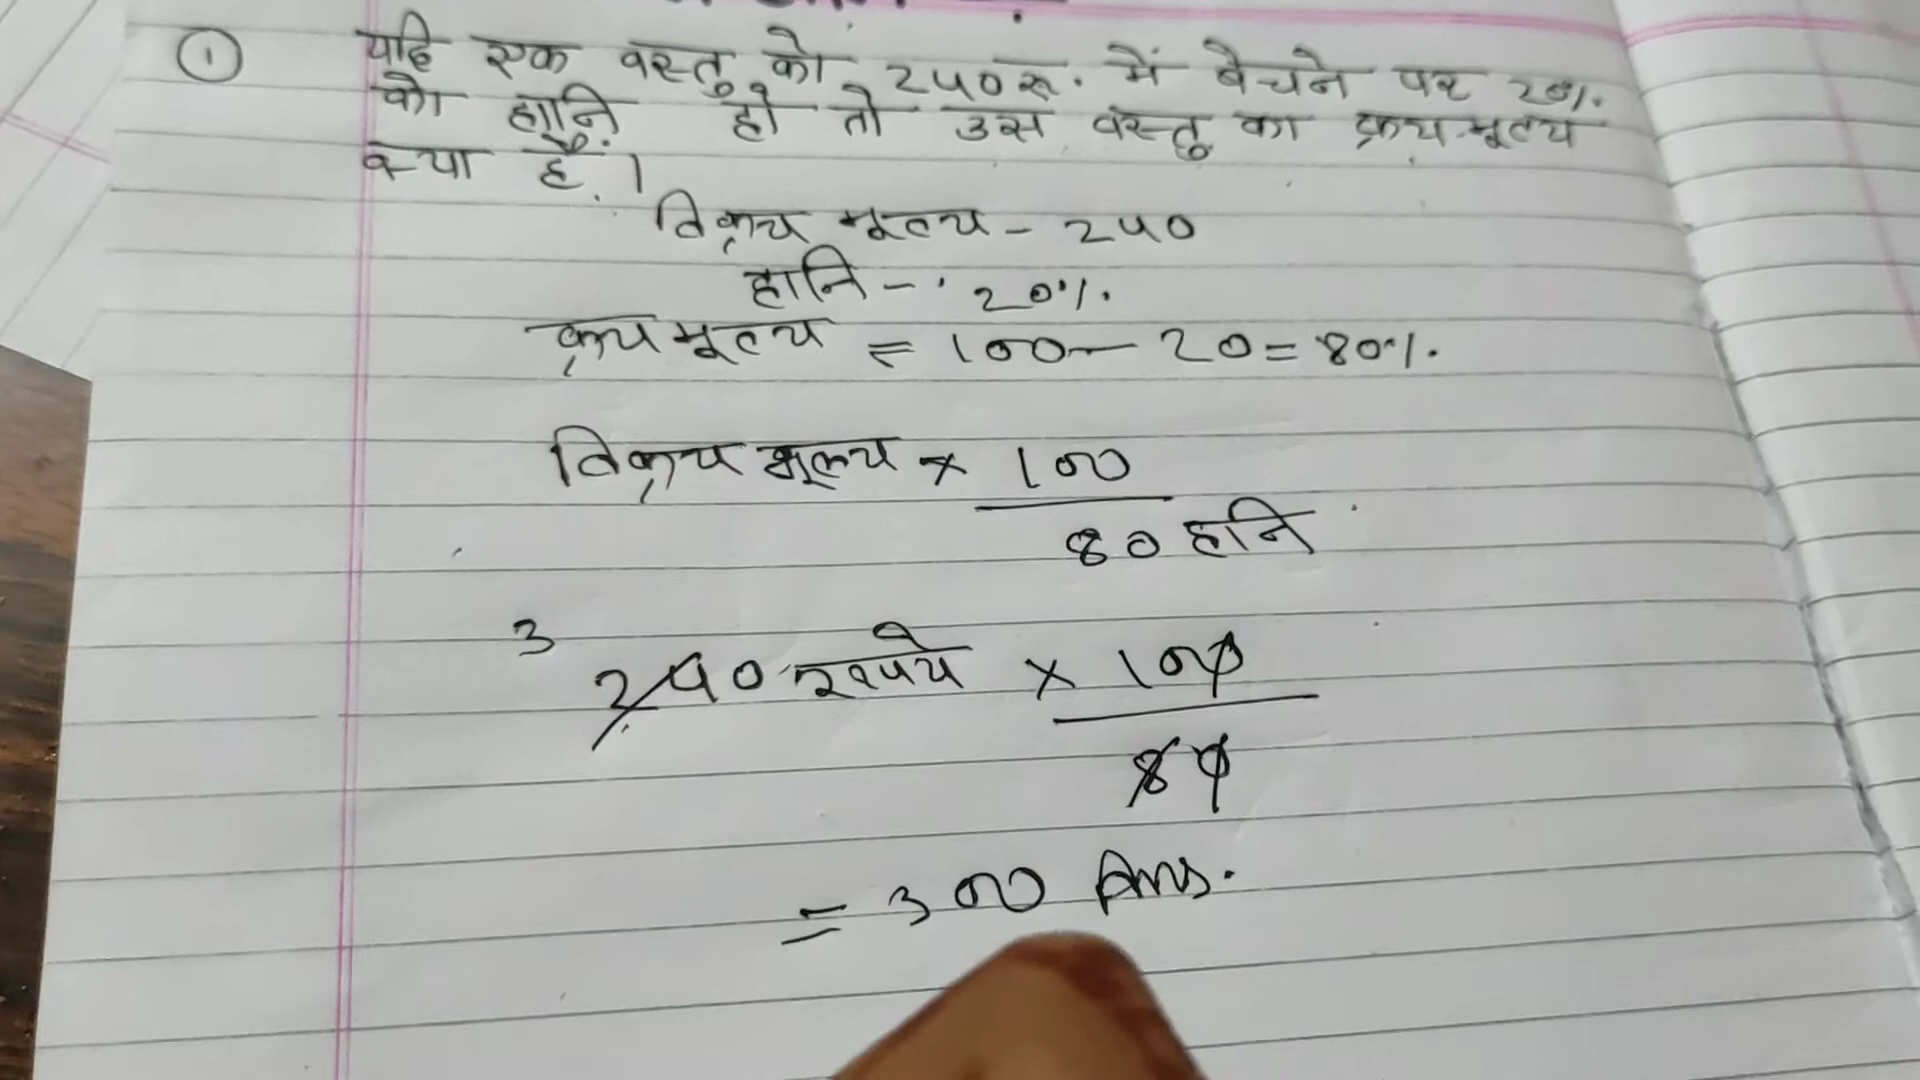 ① यदि एक वस्तु को 240रू. में बेचने पर 20%.
को हानि हो तो उस वस्तु का क्रय मूल्य
क्या है. ।
विक्रय मूल्य - 240
हानि - 20%.
क्रय मूल्य = 100 - 20 = 80%.
विक्रय मूल्य × 100
80 हानि
3
240 रुपये × 100
80
= 300 Ans.